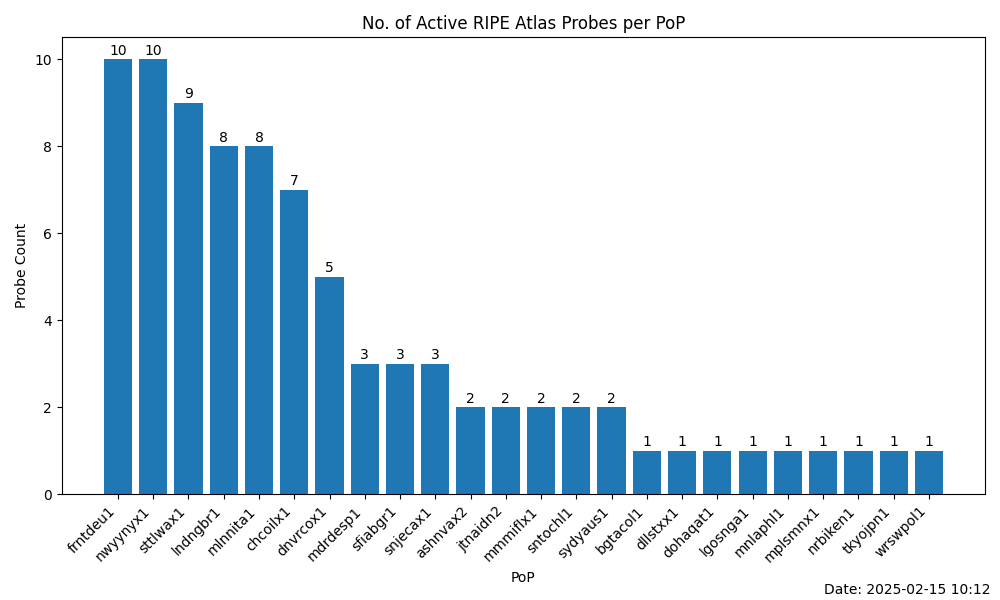 No. of Active RIPE Atlas Probes per PoP
Probe Count
10
8
6
4
2
0
10
10
9
8
8
7
5
3
3
3
2
2
2
2
2
1
1
1
1
1
1
1
1
1
frntdeu1
nwyynyx1
sttlwax1
lndngbr1
mlnnita1
chcoilx1
dnvrcox1
mdrdesp1
sfiabgr1
snjecax1
ashnvax2
jtnaidn2
mmmiflx1
sntochl1
sydyaus1
bgtacol1
dllstxx1
dohaqat1
lgosnga1
mnlaphl1
mplsmnx1
nrbiken1
tkyojpn1
wrswpol1
PoP
Date: 2025-02-15 10:12